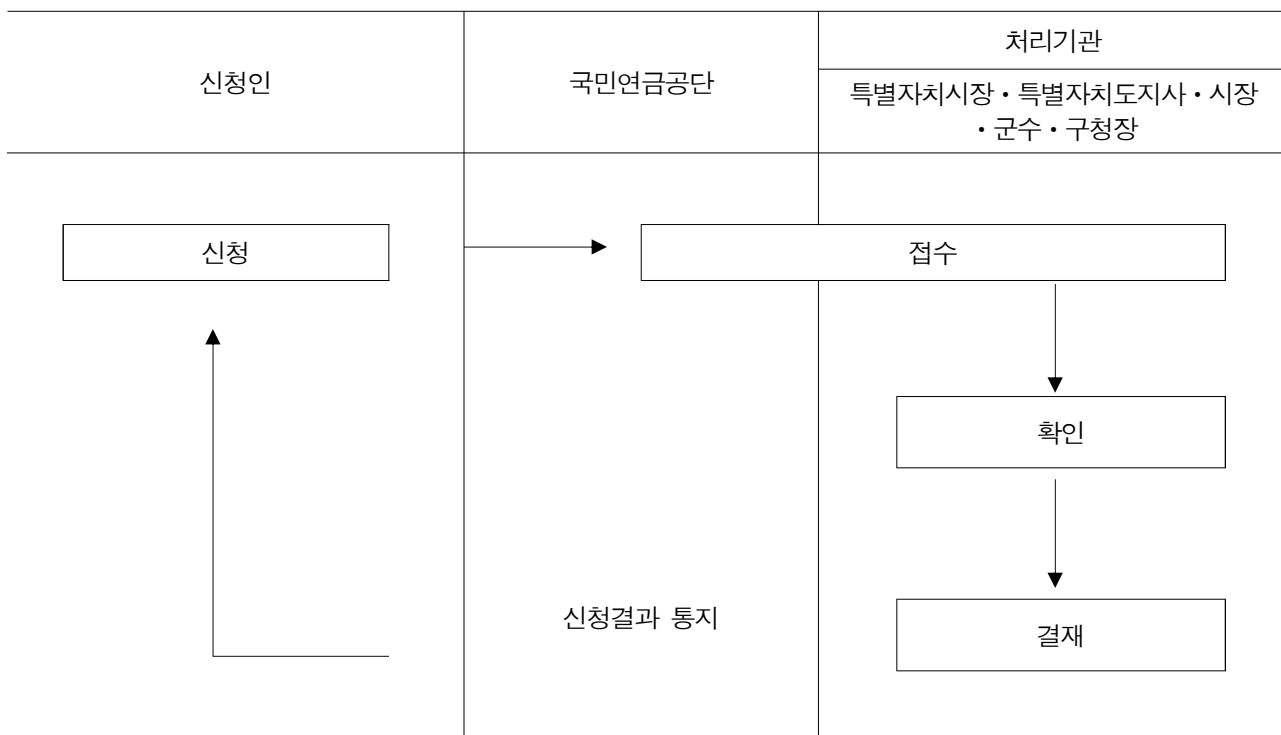 신청인
국민연금공단
처리기관
특별자치시장·특별자치도지사·시장
·군수·구청장
신청
접수
확인
신청결과 통지
결재